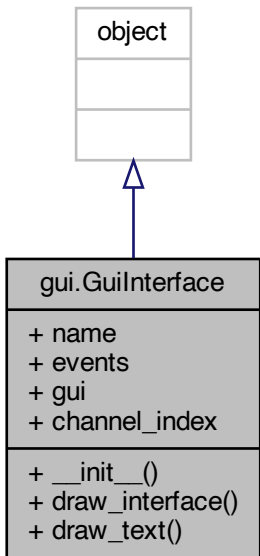 object
gui.GuiInterface
+ name
+ events
+ gui
+ channel_index
+ __init__()
+ draw_interface()
+ draw_text()